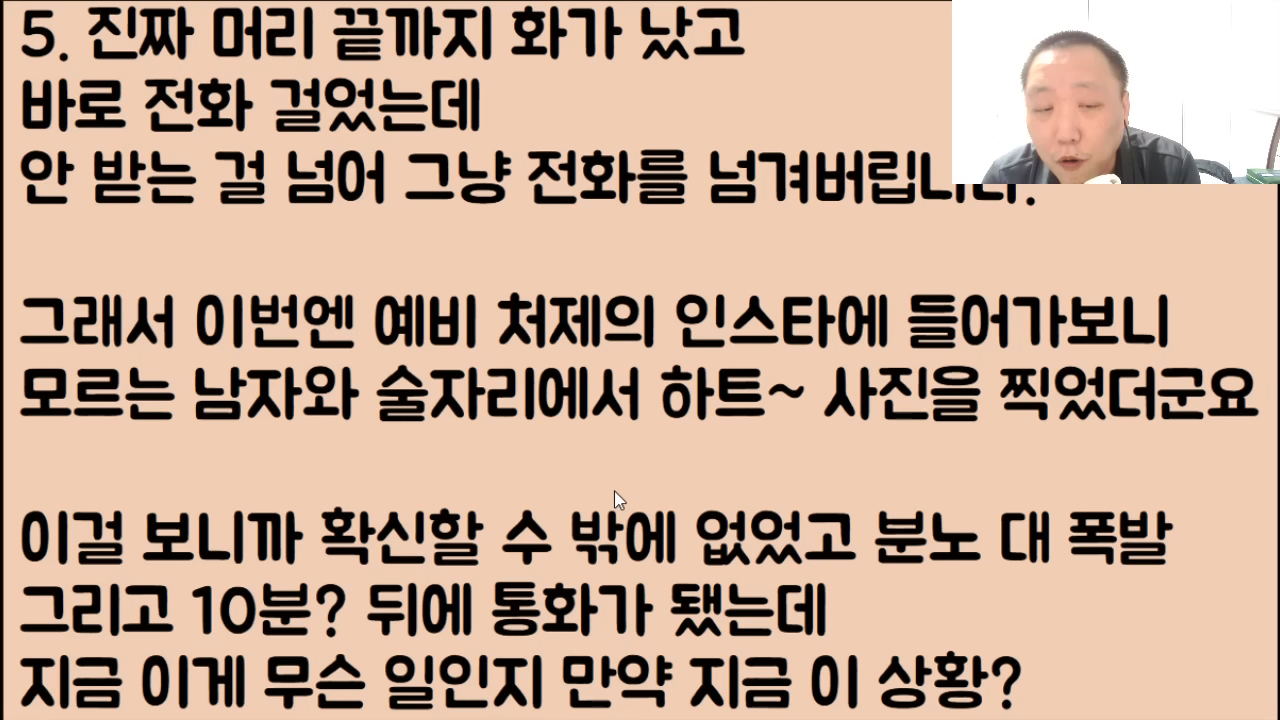 5. 진짜 머리 끝까지 화가 났고
바로 전화 걸었는데
안 받는 걸 넘어 그냥 전화를 넘겨버립니다.
그래서 이번엔 예비 처제의 인스타에 들어가보니
모르는 남자와 술자리에서 하트~ 사진을 찍었더군요
이걸 보니까 확신할 수 밖에 없었고 분노 대 폭발
그리고 10분? 뒤에 통화가 됐는데
지금 이게 무슨 일인지 만약 지금 이 상황?